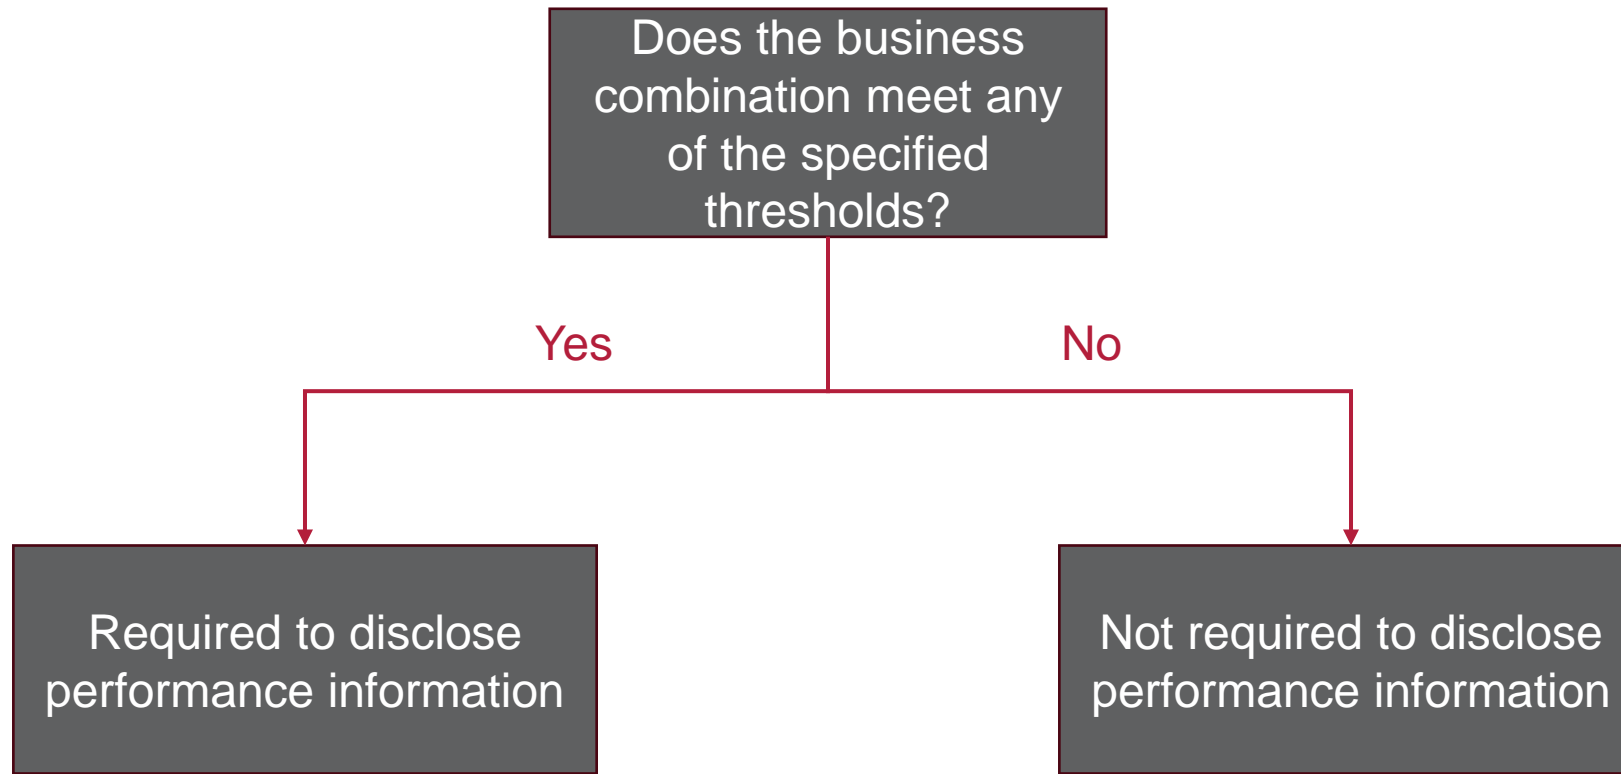 Does the business
combination meet any
of the specified
thresholds?
Yes
No
Required to disclose
performance information
Not required to disclose
performance information